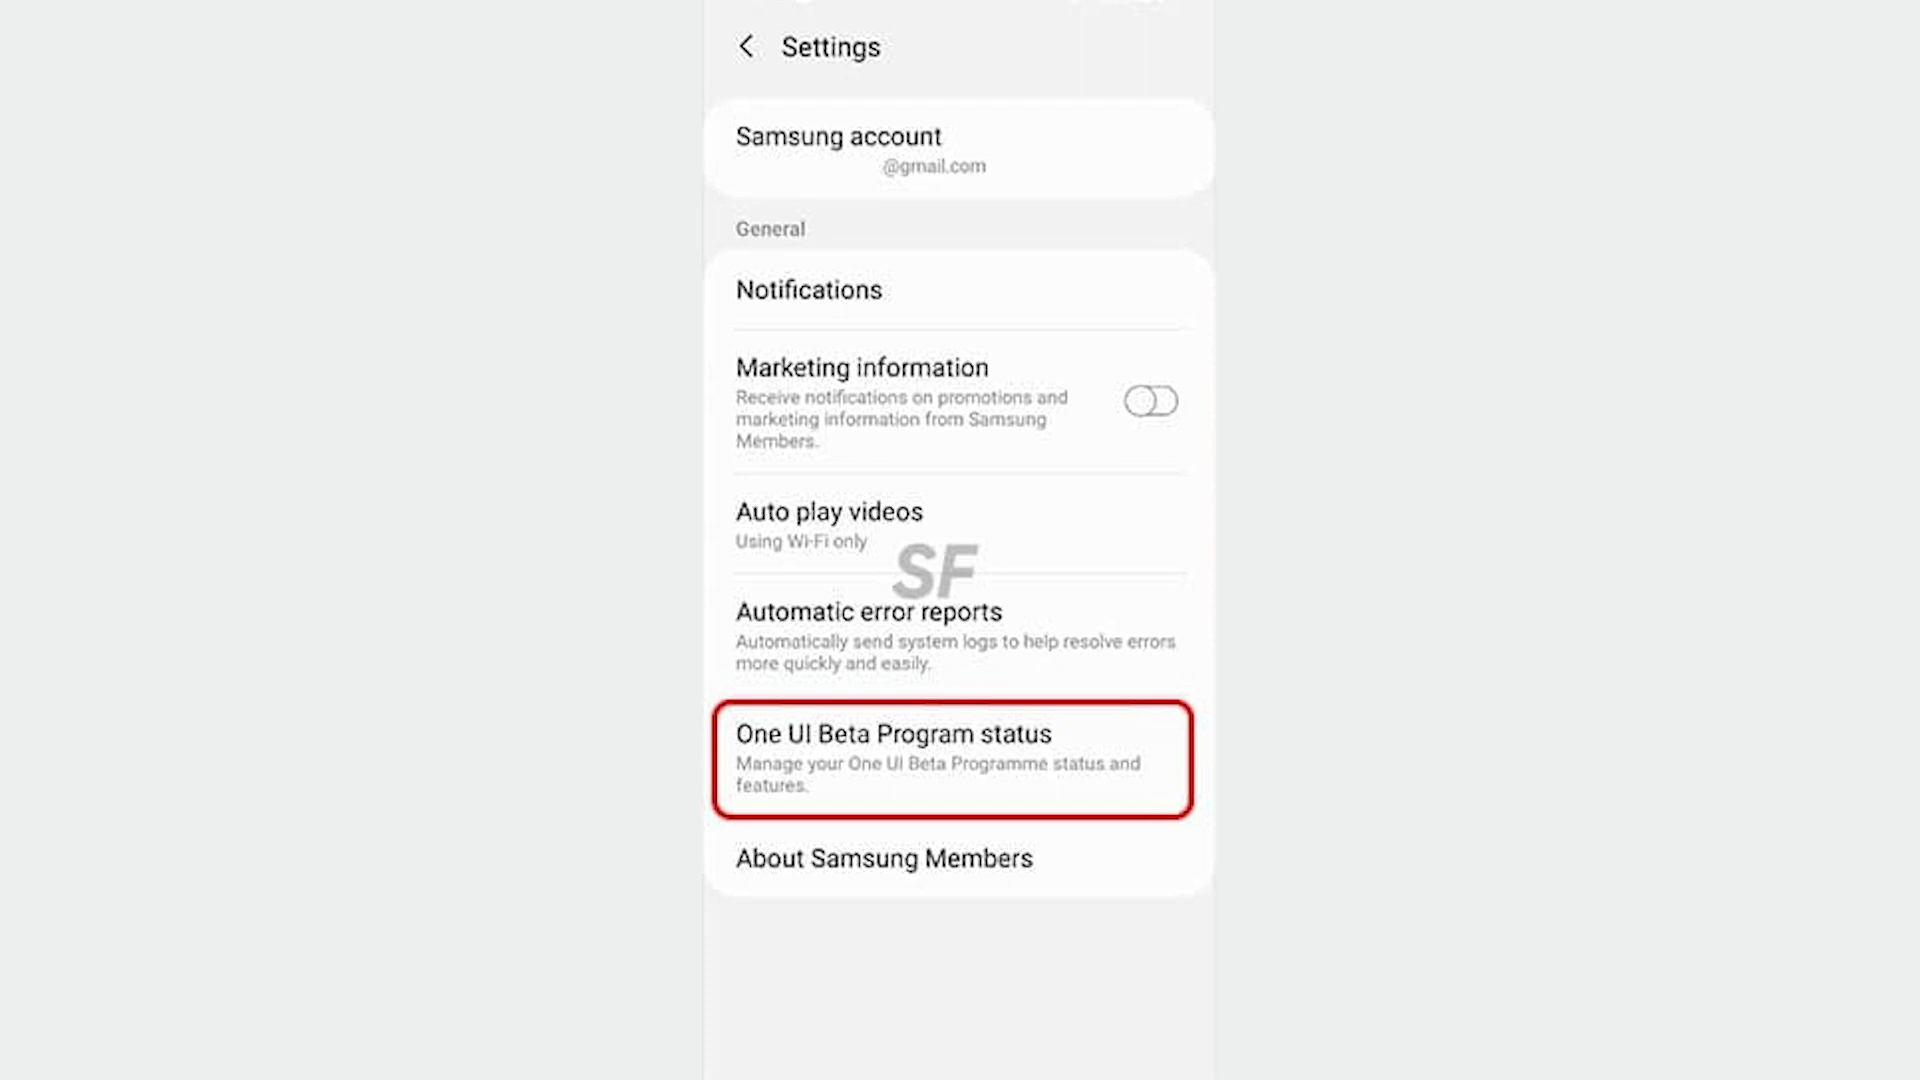 Settings
Samsung account
@gmail.com
General
Notifications
Marketing information
Receive notifications on promotions and
marketing information from Samsung
Members.
Auto play videos
Using Wi-Fi only
SF
Automatic error reports
Automatically send system logs to help resolve errors
more quickly and easily.
One UI Beta Program status
Manage your One UI Beta Programme status and
features.
About Samsung Members